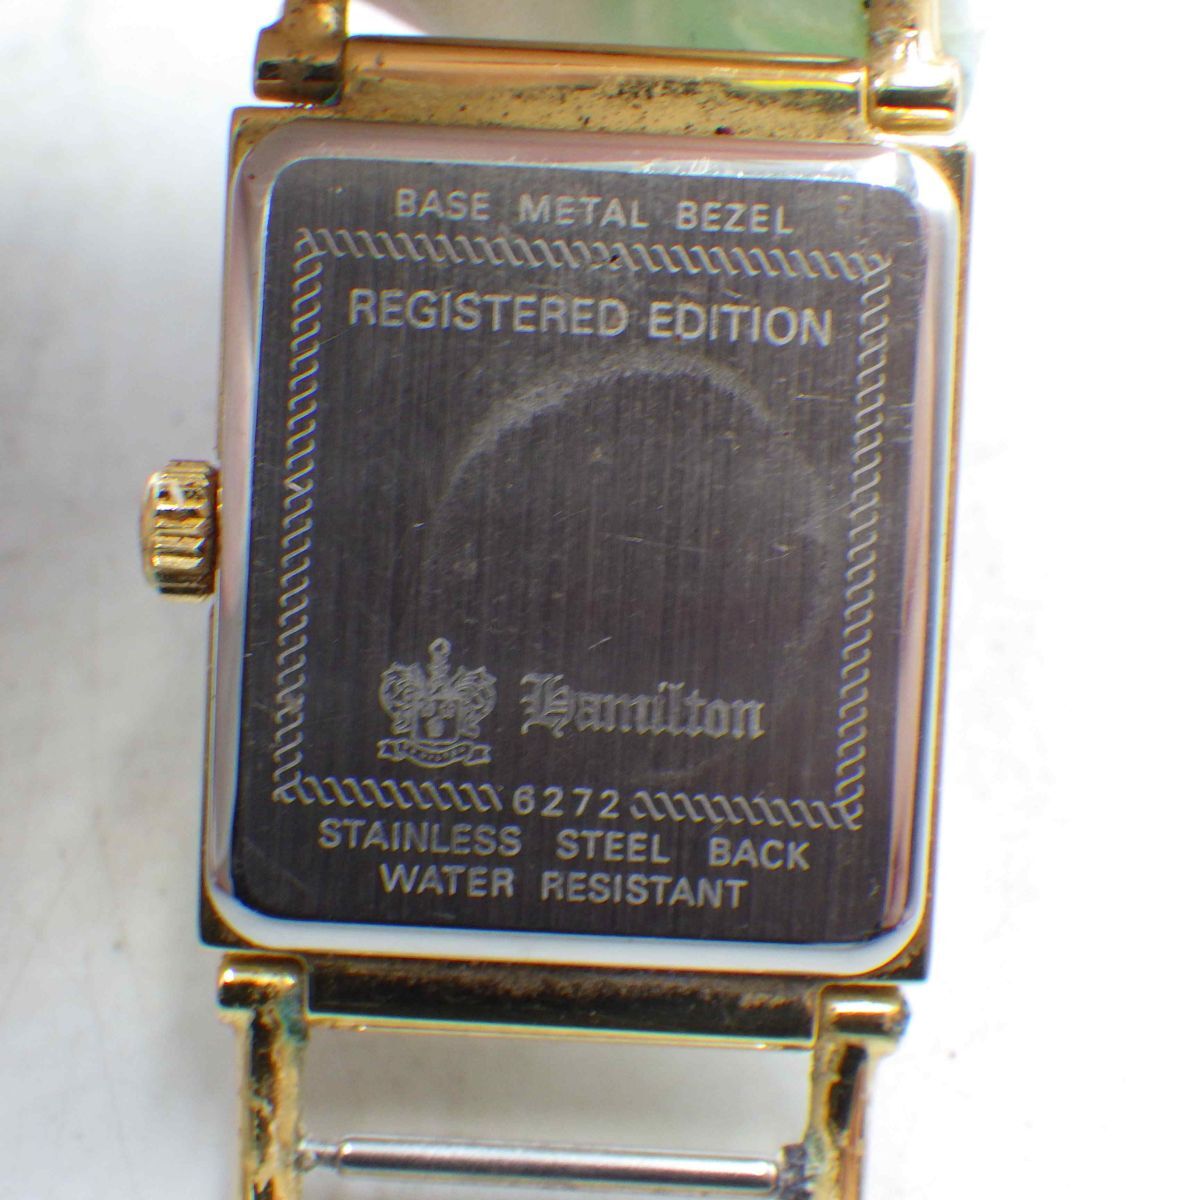 BASE METAL BEZEL
REGISTERED EDITION
Hamilton
6272
STAINLESS STEEL BACK
WATER RESISTANT